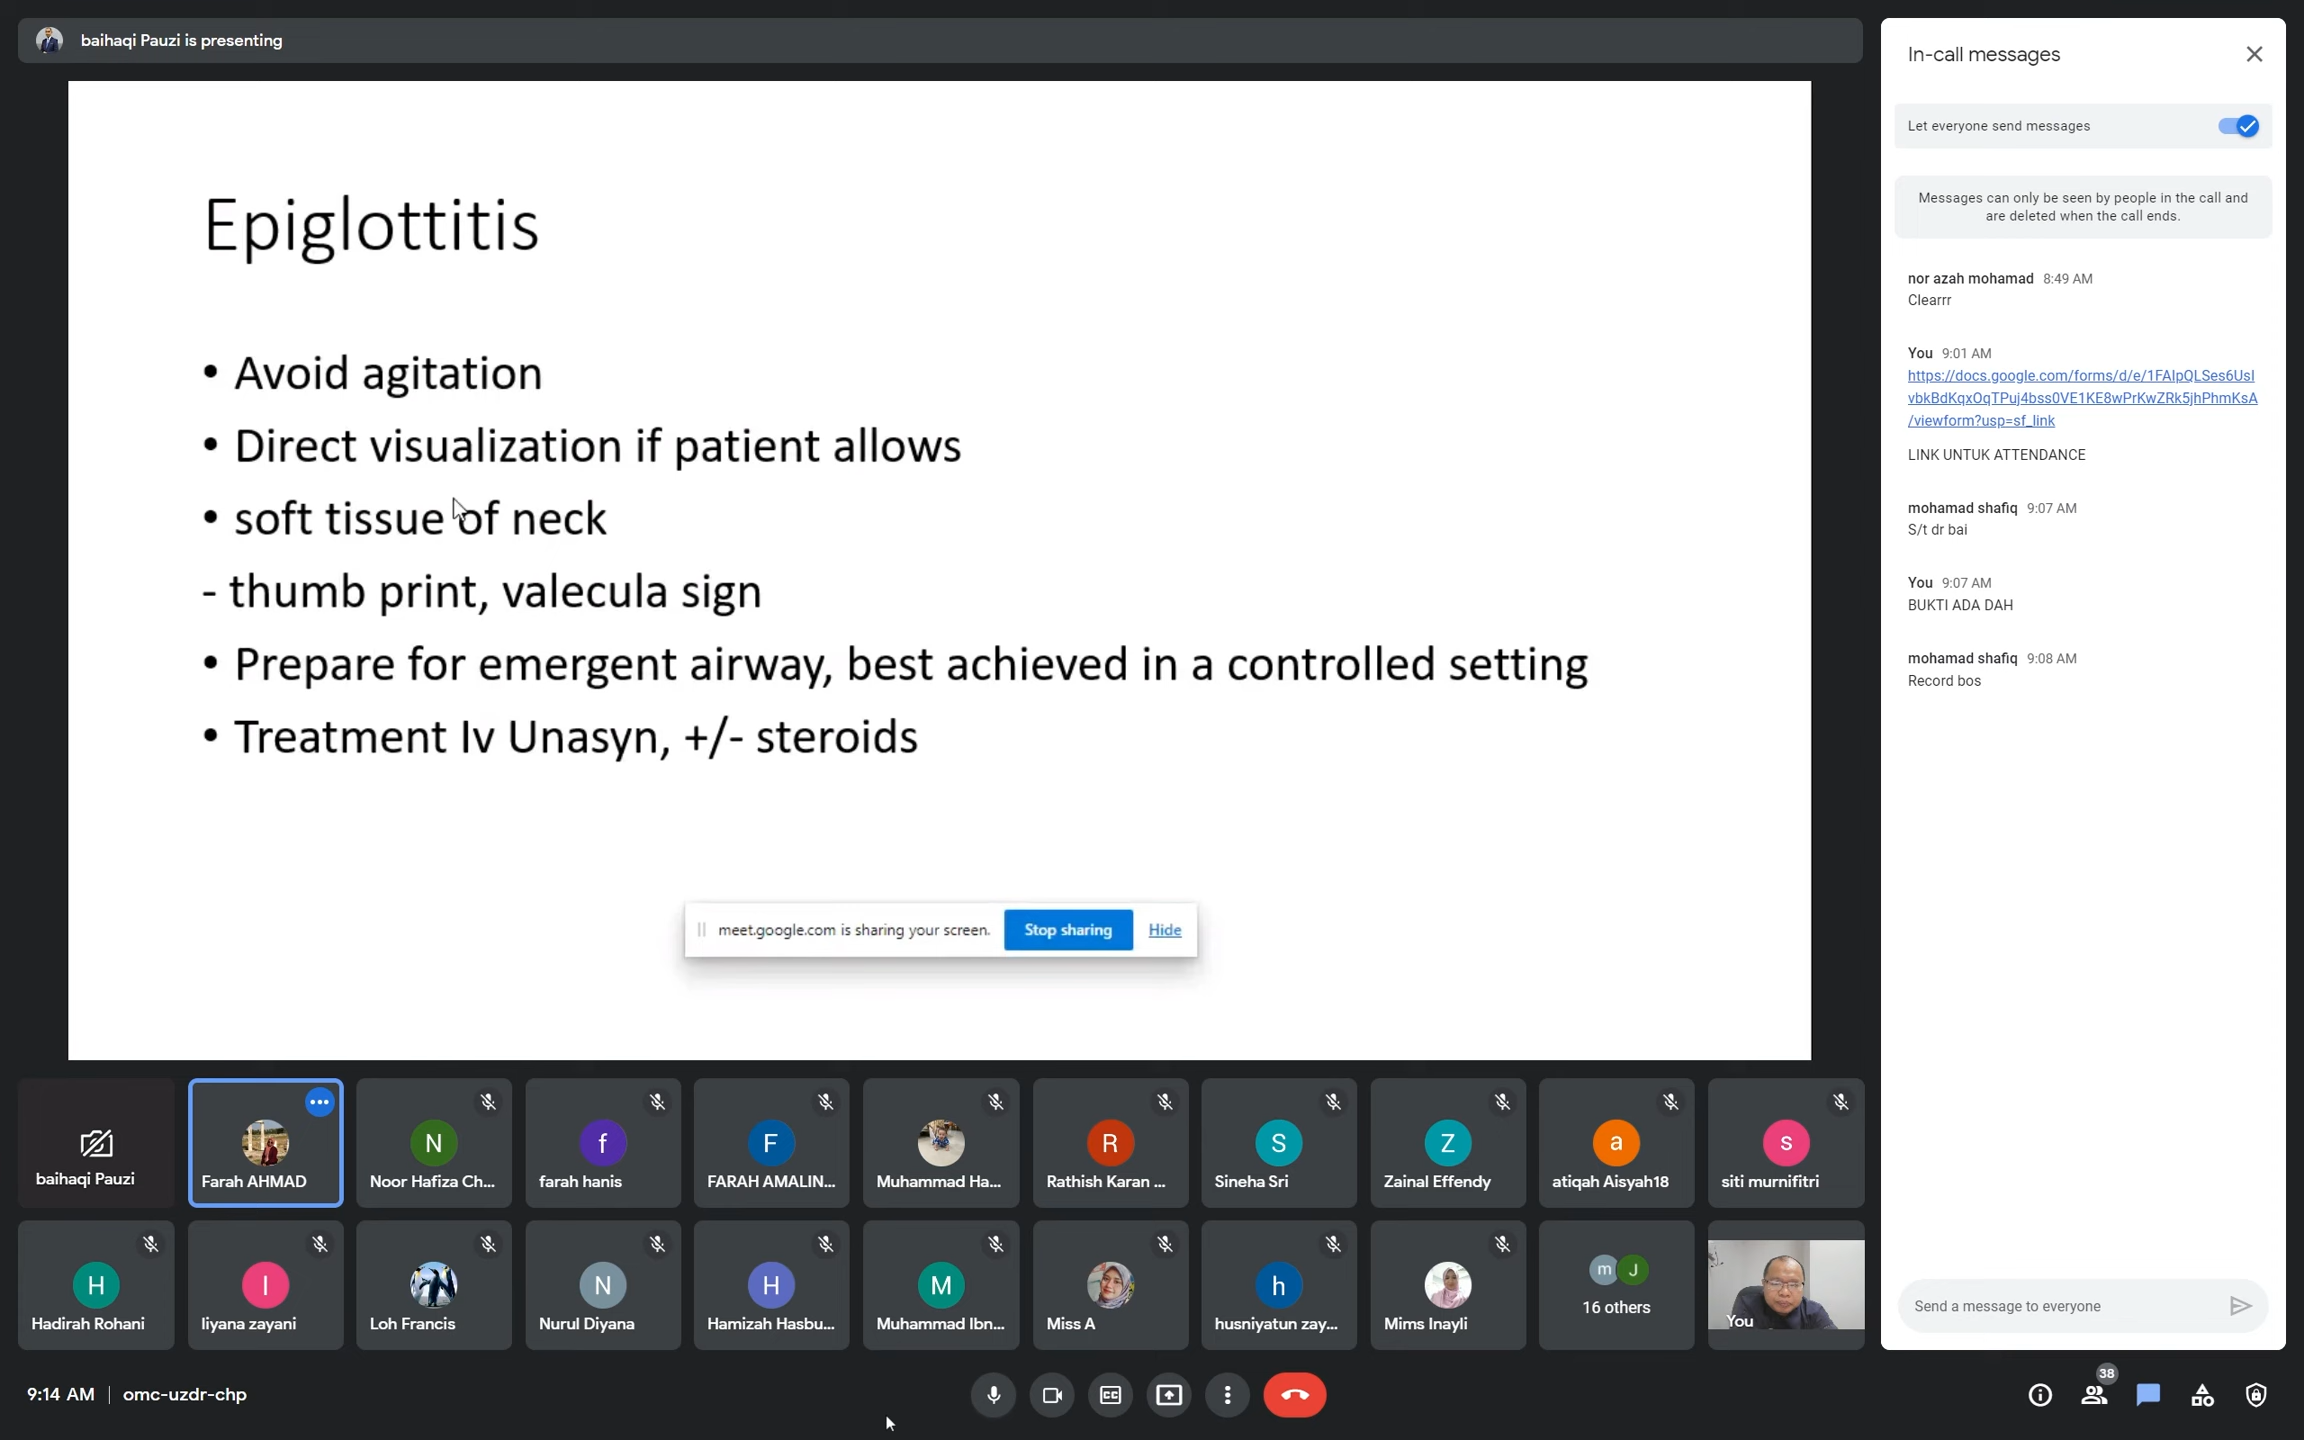 baihaqi Pauzi is presenting
Epiglottitis
• Avoid agitation
• Direct visualization if patient allows
• soft tissue of neck
- thumb print, valecula sign
• Prepare for emergent airway, best achieved in a controlled setting
• Treatment Iv Unasyn, +/- steroids
meet.google.com is sharing your screen.
Stop sharing
Hide
In-call messages
Let everyone send messages
Messages can only be seen by people in the call and
are deleted when the call ends.
nor azah mohamad 8:49 AM
Clearrr
You 9:01 AM
https://docs.google.com/forms/d/e/1FAIpQLSes6UsI
vbkBdKqxOqTPuj4bss0VE1KE8wPrKwZRk5jhPhmKsA
/viewform?usp=sf_link
LINK UNTUK ATTENDANCE
mohamad shafiq 9:07 AM
S/t dr bai
You 9:07 AM
BUKTI ADA DAH
mohamad shafiq 9:08 AM
Record bos
Send a message to everyone
baihaqi Pauzi
Farah AHMAD
N
Noor Hafiza Ch...
f
farah hanis
F
FARAH AMALIN...
Muhammad Ha...
R
Rathish Karan ...
S
Sineha Sri
Z
Zainal Effendy
a
atiqah Aisyah18
s
siti murnifitri
H
Hadirah Rohani
l
liyana zayani
Loh Francis
N
Nurul Diyana
H
Hamizah Hasbu...
M
Muhammad Ibn...
Miss A
h
husniyatun zay...
Mims Inayli
m J
16 others
You
9:14 AM | omc-uzdr-chp
CC
38